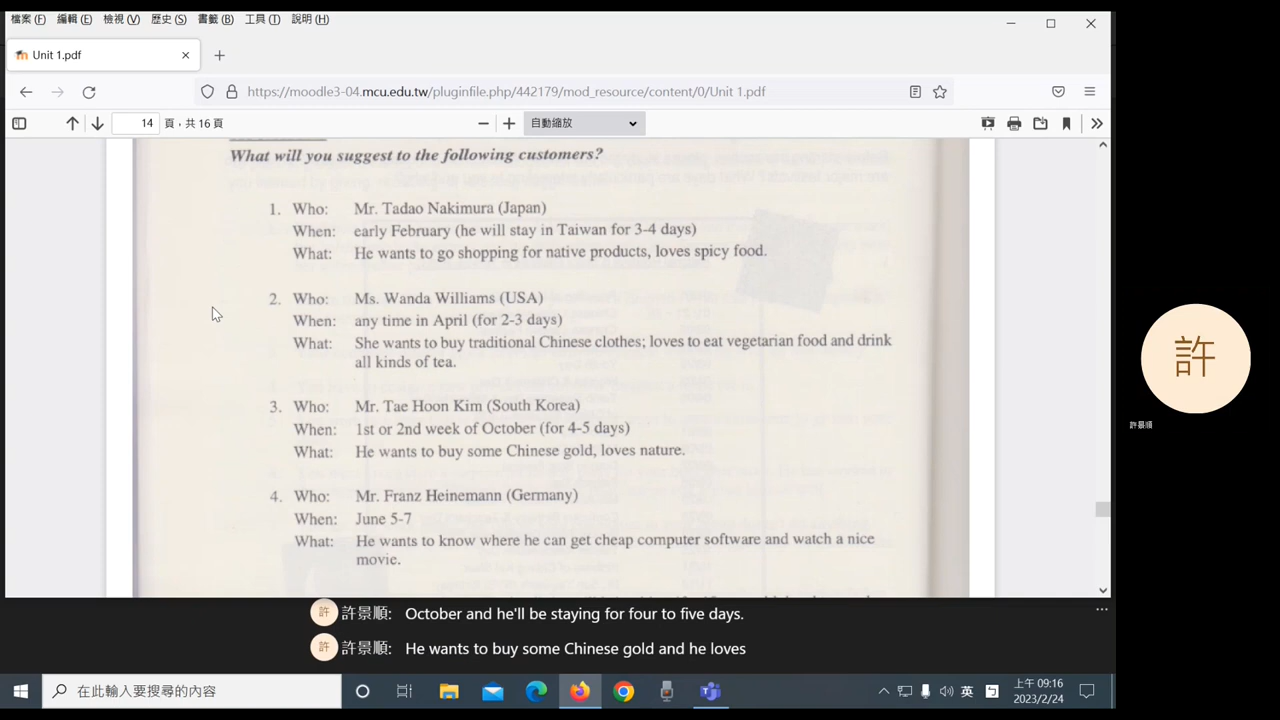 檔案 (F) 編輯 (E) 檢視 (V) 歷史 (S) 書籤 (B) 工具 (T) 說明 (H)
Unit 1.pdf
https://moodle3-04.mcu.edu.tw/pluginfile.php/442179/mod_resource/content/0/Unit 1.pdf
14 頁，共 16 頁 自動縮放
What will you suggest to the following customers?
1. Who: Mr. Tadao Nakimura (Japan)
When: early February (he will stay in Taiwan for 3-4 days)
What: He wants to go shopping for native products, loves spicy food.
2. Who: Ms. Wanda Williams (USA)
When: any time in April (for 2-3 days)
What: She wants to buy traditional Chinese clothes; loves to eat vegetarian food and drink
all kinds of tea.
3. Who: Mr. Tae Hoon Kim (South Korea)
When: 1st or 2nd week of October (for 4-5 days)
What: He wants to buy some Chinese gold, loves nature.
4. Who: Mr. Franz Heinemann (Germany)
When: June 5-7
What: He wants to know where he can get cheap computer software and watch a nice
movie.
許
許景順
許 許景順: October and he'll be staying for four to five days.
許 許景順: He wants to buy some Chinese gold and he loves
在此輸入要搜尋的內容
英
上午 09:16
2023/2/24